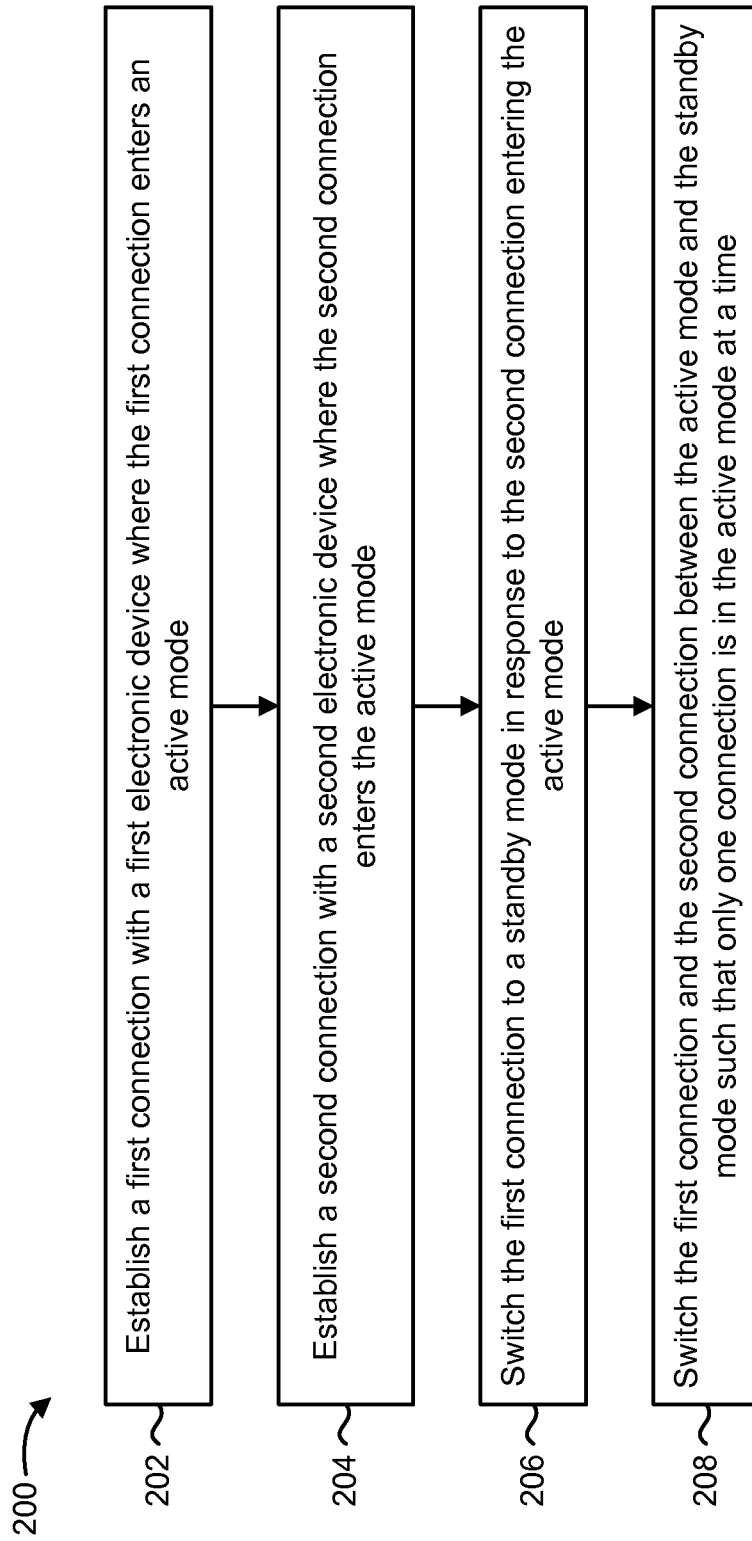 200
202
Establish a first connection with a first electronic device where the first connection enters an
active mode
204
Establish a second connection with a second electronic device where the second connection
enters the active mode
206
Switch the first connection to a standby mode in response to the second connection entering the
active mode
208
Switch the first connection and the second connection between the active mode and the standby
mode such that only one connection is in the active mode at a time